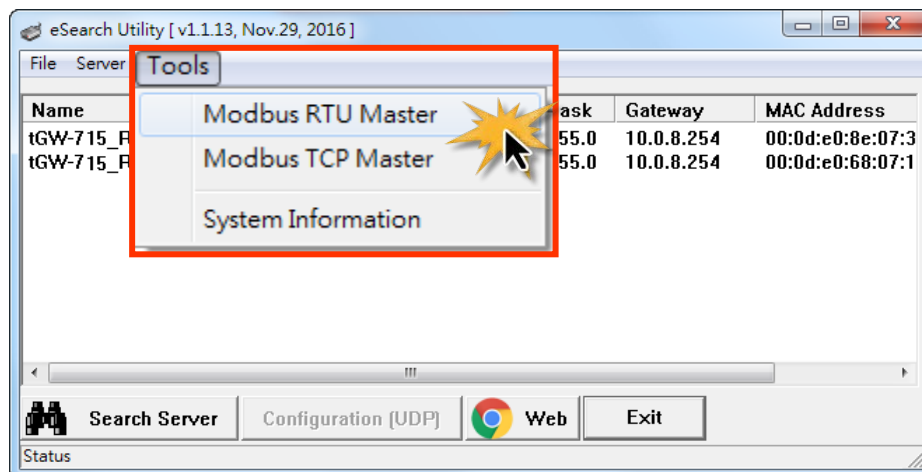 eSearch Utility [ v1.1.13, Nov.29, 2016 ]
File Server Tools
Modbus RTU Master
Modbus TCP Master
System Information
Name ask Gateway MAC Address
tGW-715_R 55.0 10.0.8.254 00:0d:e0:8e:07:3
tGW-715_R 55.0 10.0.8.254 00:0d:e0:68:07:1
Search Server Configuration (UDP) Web Exit
Status